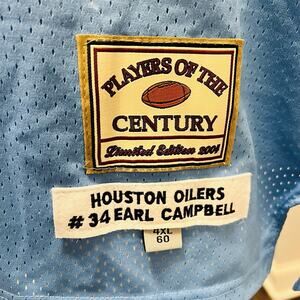 PLAYERS OF THE
CENTURY
Limited Edition 2001
HOUSTON OILERS
# 34 EARL CAMPBELL
4XL
60